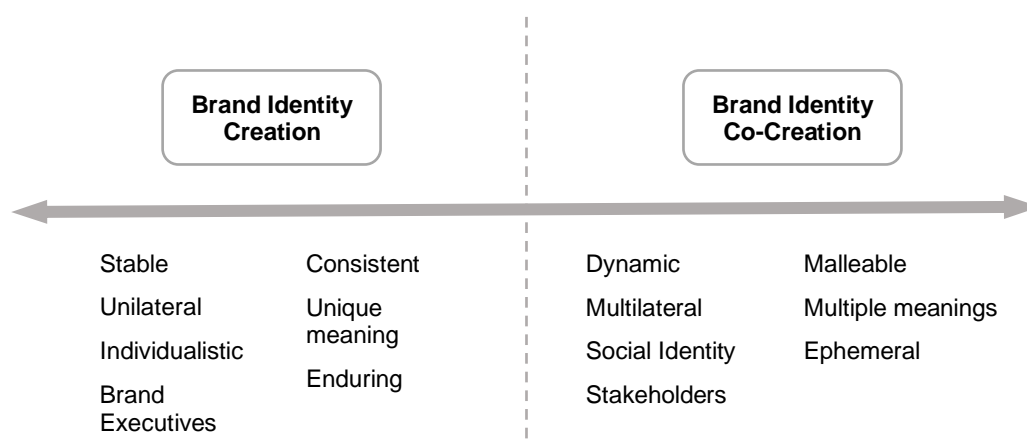 Brand Identity
Creation
Brand Identity
Co-Creation
Stable
Unilateral
Individualistic
Brand
Executives
Consistent
Unique
meaning
Enduring
Dynamic
Multilateral
Social Identity
Stakeholders
Malleable
Multiple meanings
Ephemeral